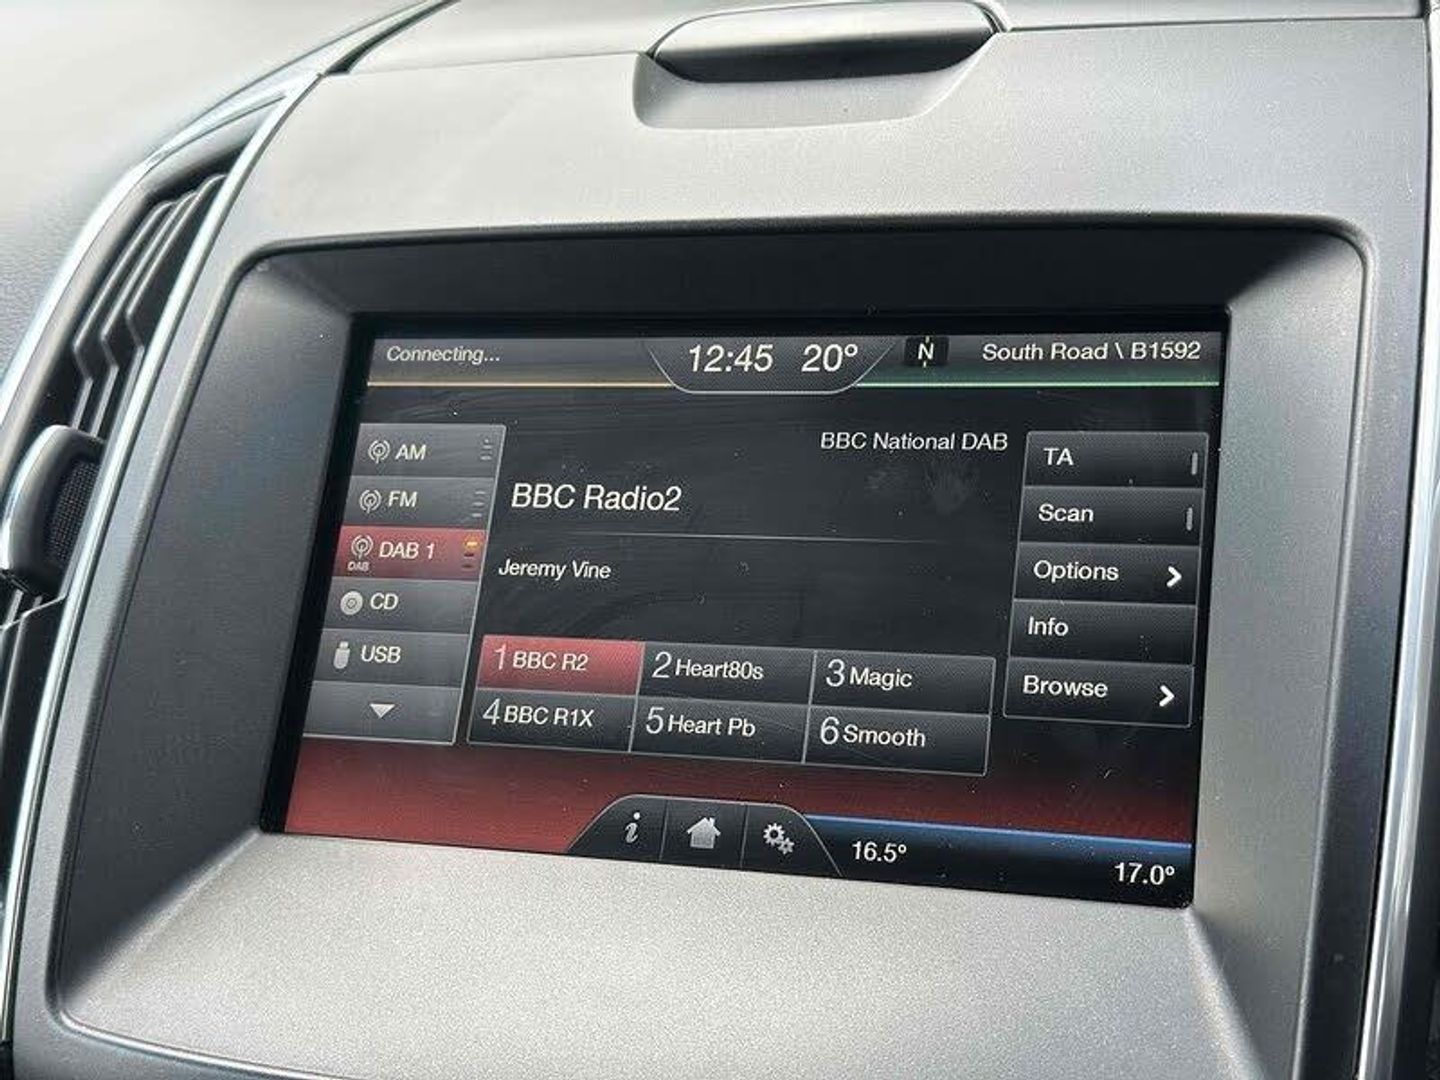 Connecting...
12:45 20°
N
South Road \ B1592
AM
FM
DAB 1
DAB
CD
USB
BBC National DAB
BBC Radio2
Jeremy Vine
1 BBC R2
2 Heart80s
3 Magic
4 BBC R1X
5 Heart Pb
6 Smooth
TA
Scan
Options
Info
Browse
i
16.5°
17.0°